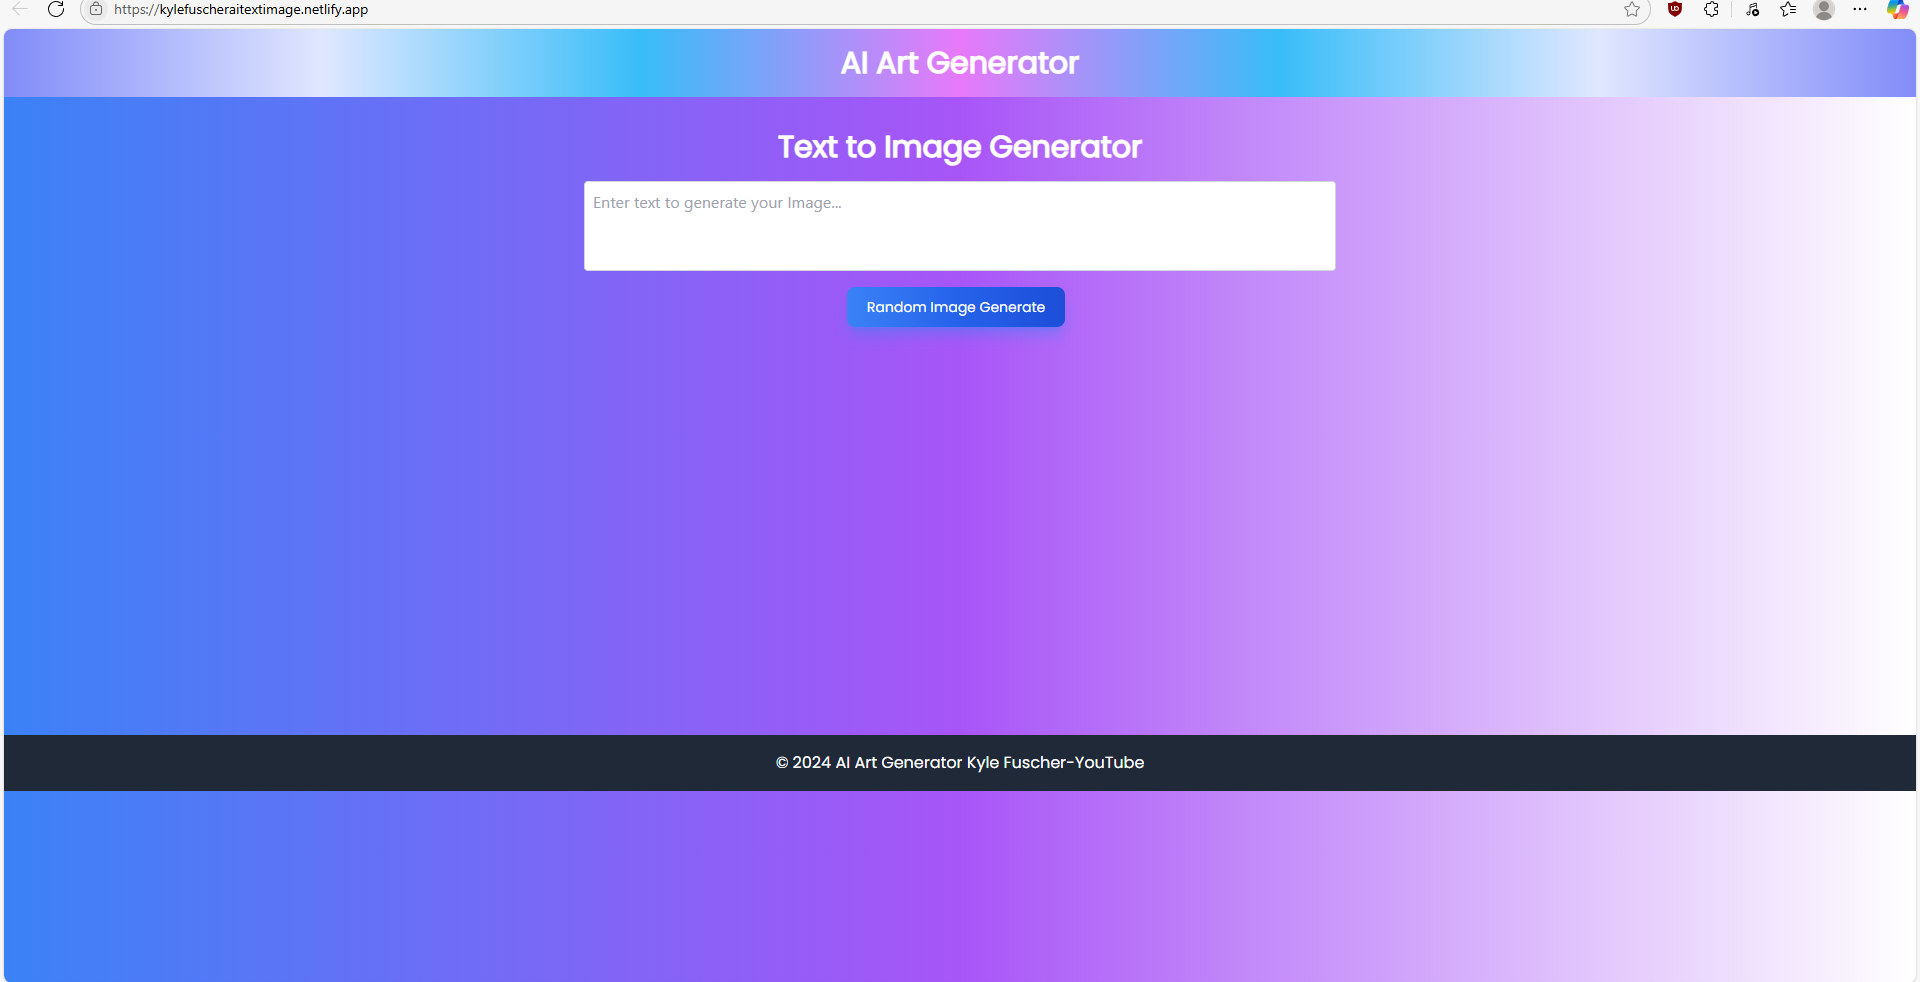 https://kylefuscheraitextimage.netlify.app
AI Art Generator
Text to Image Generator
Enter text to generate your Image...
Random Image Generate
© 2024 AI Art Generator Kyle Fuscher-YouTube